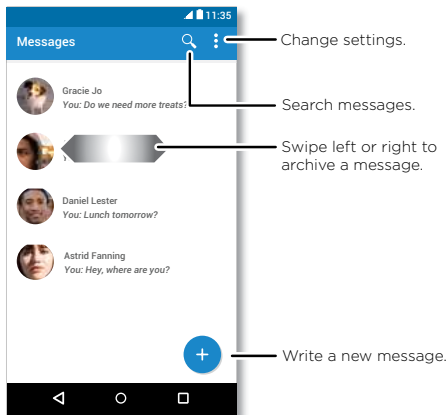 11:35
Messages
Change settings.
Gracie Jo
You: Do we need more treats?
Search messages.
Swipe left or right to
archive a message.
Daniel Lester
You: Lunch tomorrow?
Astrid Fanning
You: Hey, where are you?
Write a new message.